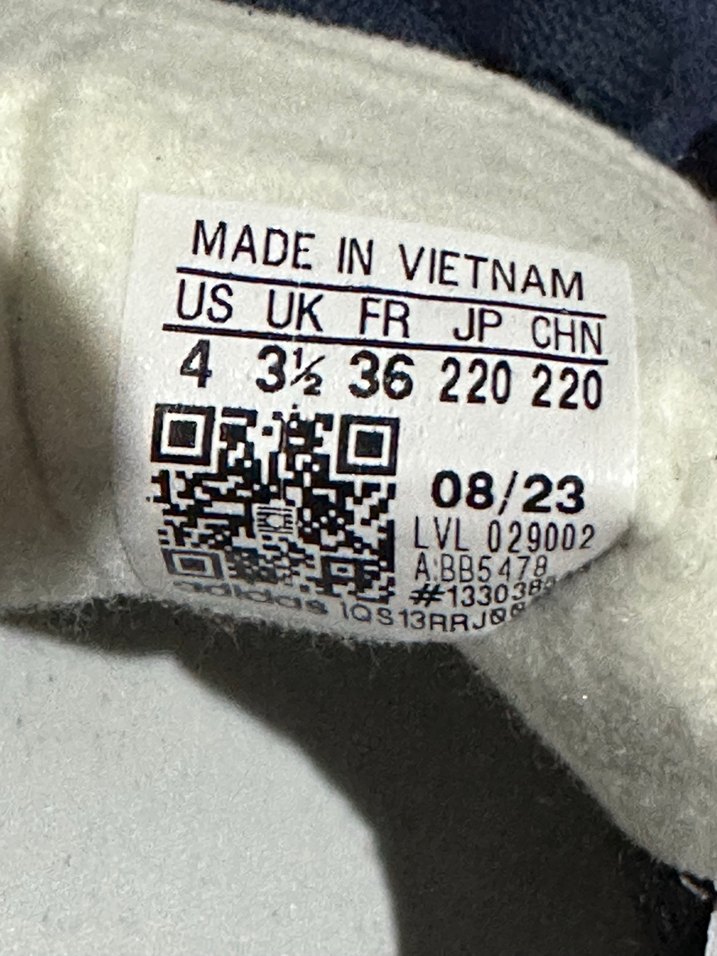 MADE IN VIETNAM
US UK FR JP CHN
4 3½ 36 220 220
08/23
LVL 029002
A:BB5478
adidas